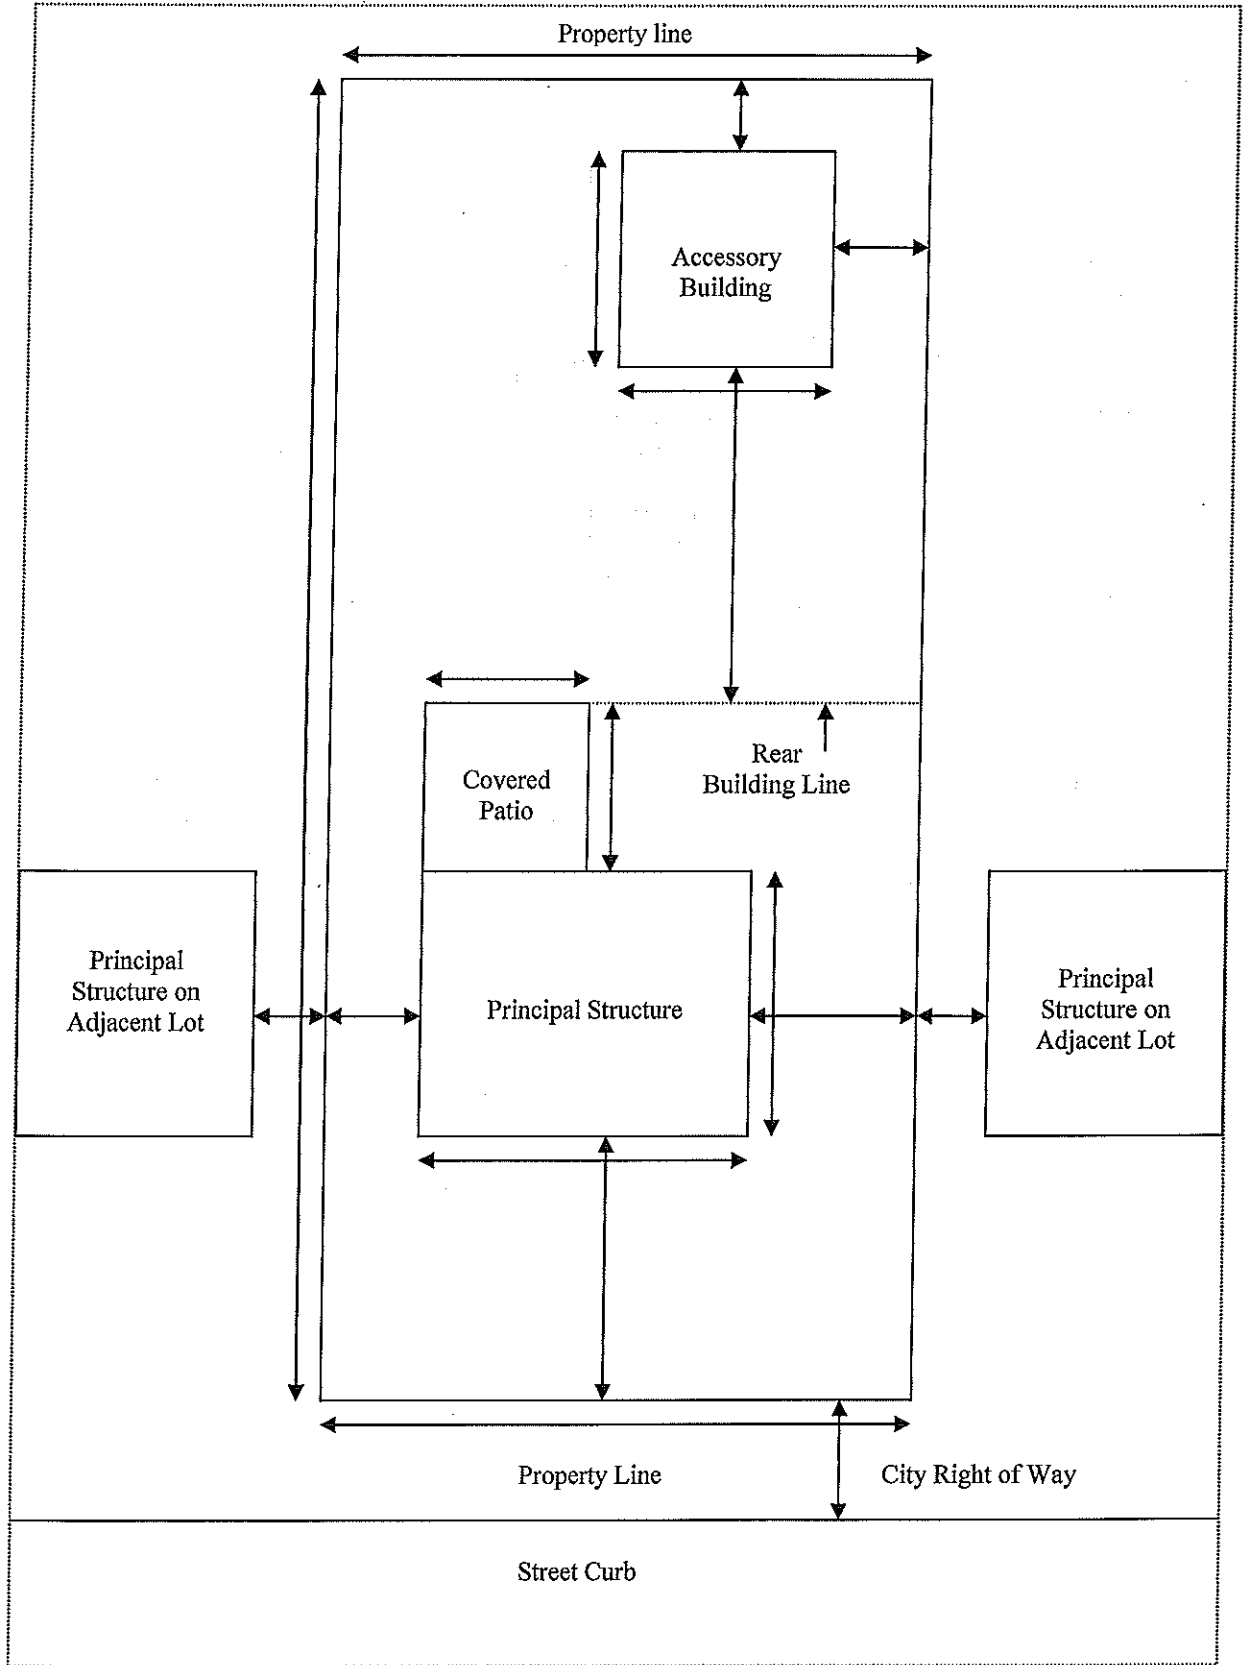 Property line
Accessory
Building
Rear
Building Line
Covered
Patio
Principal
Structure on
Adjacent Lot
Principal Structure
Principal
Structure on
Adjacent Lot
Property Line
City Right of Way
Street Curb